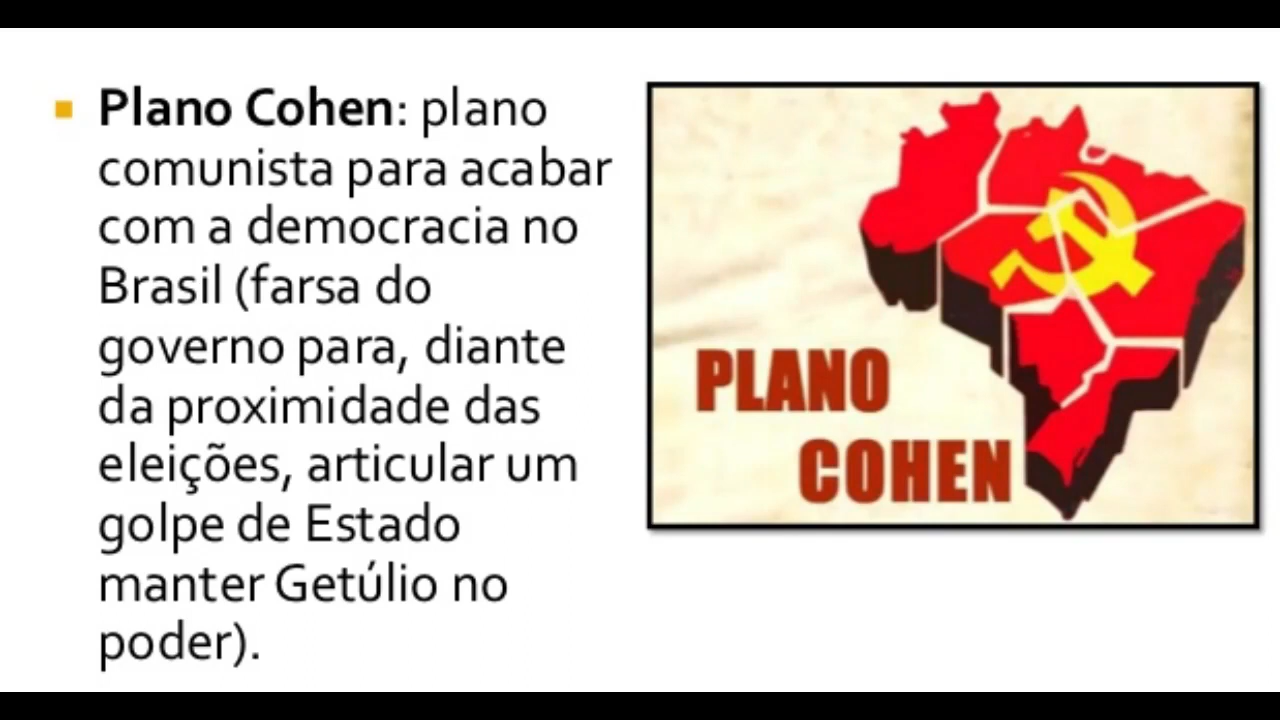 Plano Cohen: plano
comunista para acabar
com a democracia no
Brasil (farsa do
governo para, diante
da proximidade das
eleições, articular um
golpe de Estado
manter Getúlio no
poder).
PLANO
COHEN